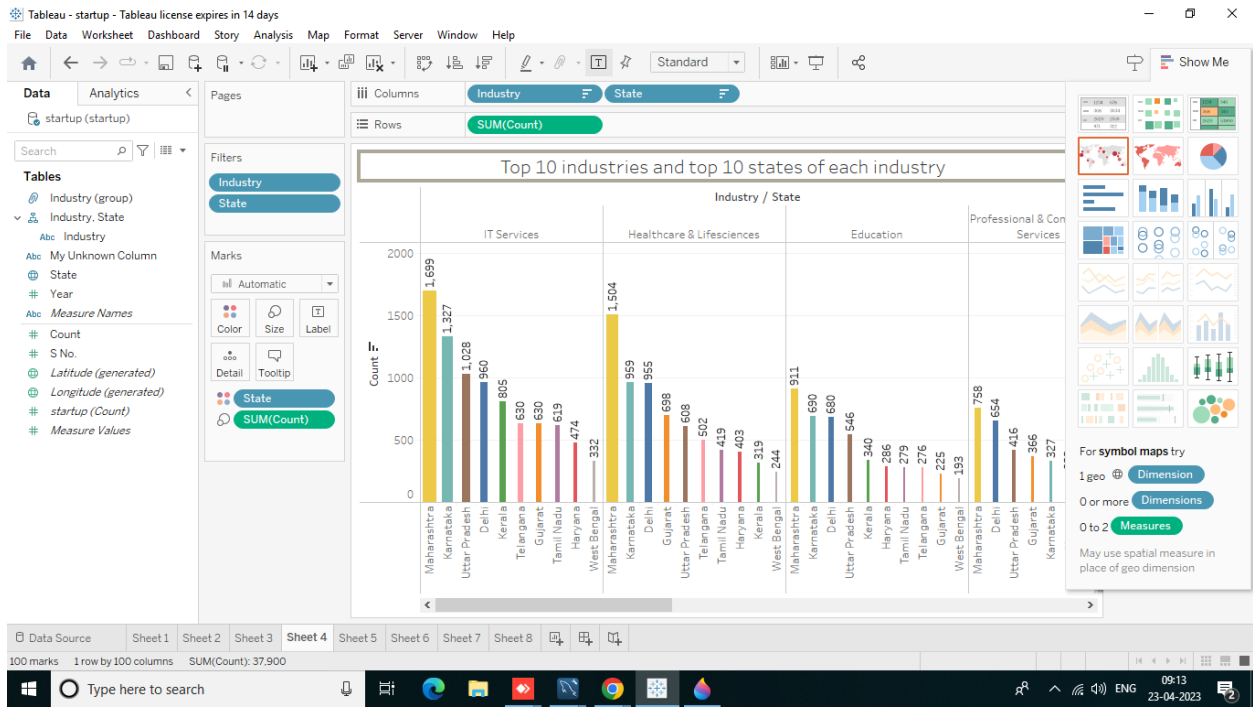 Tableau - startup - Tableau license expires in 14 days
File Data Worksheet Dashboard Story Analysis Map Format Server Window Help
Standard
Show Me
Data Analytics
startup (startup)
Search
Tables
Industry (group)
Industry, State
Abc Industry
Abc My Unknown Column
State
# Year
Abc Measure Names
# Count
# S No.
Latitude (generated)
Longitude (generated)
# startup (Count)
# Measure Values
Pages
Filters
Industry
State
Marks
Automatic
Color Size Label
Detail Tooltip
State
SUM(Count)
Columns Industry State
Rows SUM(Count)
Top 10 industries and top 10 states of each industry
Industry / State
IT Services Healthcare & Lifesciences Education Professional & Con
Services
Count
2000
1500
1000
500
0
1,699 1,327 1,028 960 805 630 630 619 474 332
1,504 959 955 698 608 502 419 403 319 244
911 690 680 546 340 286 279 276 225 193
758 654 416 366 327
Maharashtra Karnataka Uttar Pradesh Delhi Kerala Telangana Gujarat Tamil Nadu Haryana West Bengal
Maharashtra Karnataka Delhi Gujarat Uttar Pradesh Telangana Tamil Nadu Haryana Kerala West Bengal
Maharashtra Karnataka Delhi Uttar Pradesh Kerala Haryana Tamil Nadu Telangana Gujarat West Bengal
Maharashtra Delhi Uttar Pradesh Gujarat Karnataka
For symbol maps try
1 geo Dimension
0 or more Dimensions
0 to 2 Measures
May use spatial measure in
place of geo dimension
Data Source Sheet 1 Sheet 2 Sheet 3 Sheet 4 Sheet 5 Sheet 6 Sheet 7 Sheet 8
100 marks 1 row by 100 columns SUM(Count): 37,900
Type here to search
ENG
09:13
23-04-2023
2